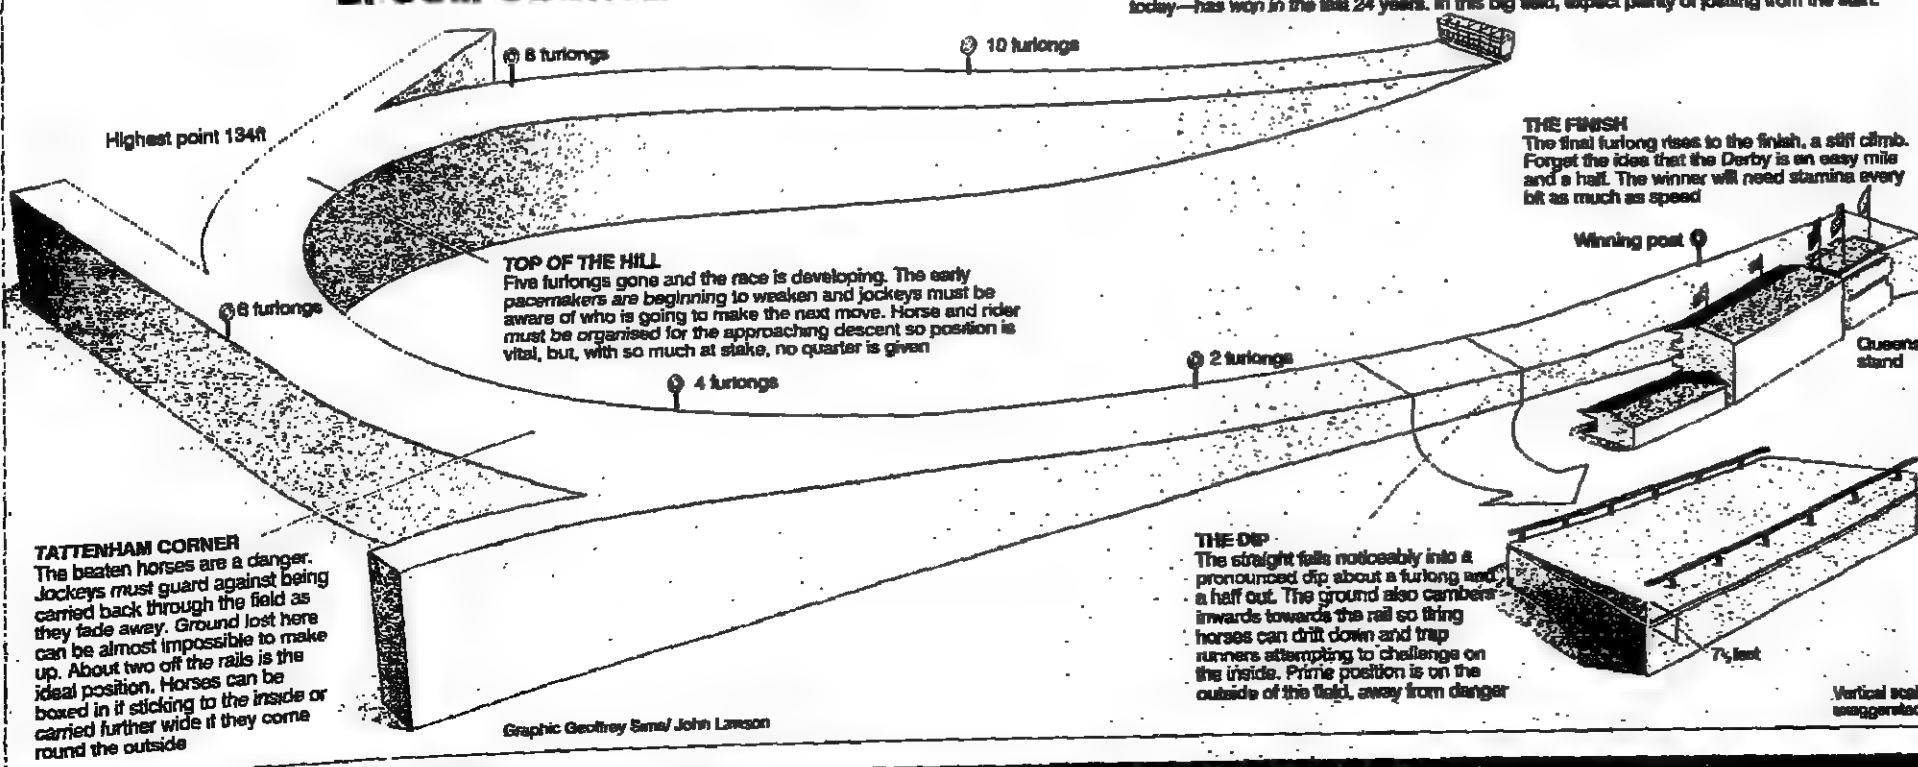 today—has won in the last 24 years. In this big field, expect plenty of jostling from the start.
8 furlongs
10 furlongs
Highest point 134ft
THE FINISH
The final furlong rises to the finish, a stiff climb.
Forget the idea that the Derby is an easy mile
and a half. The winner will need stamina every
bit as much as speed
Winning post
TOP OF THE HILL
Five furlongs gone and the race is developing. The early
pacemakers are beginning to weaken and jockeys must be
aware of who is going to make the next move. Horse and rider
must be organised for the approaching descent so position is
vital, but, with so much at stake, no quarter is given
6 furlongs
4 furlongs
2 furlongs
Queens
stand
TATTENHAM CORNER
The beaten horses are a danger.
Jockeys must guard against being
carried back through the field as
they fade away. Ground lost here
can be almost impossible to make
up. About two off the rails is the
ideal position. Horses can be
boxed in if sticking to the inside or
carried further wide if they come
round the outside
THE DIP
The straight falls noticeably into a
pronounced dip about a furlong and
a half out. The ground also cambers
inwards towards the rail so tiring
horses can drift down and trap
runners attempting to challenge on
the inside. Prime position is on the
outside of the field, away from danger
feet
Vertical scal
exaggerated
Graphic Geoffrey Sims/ John Lawson